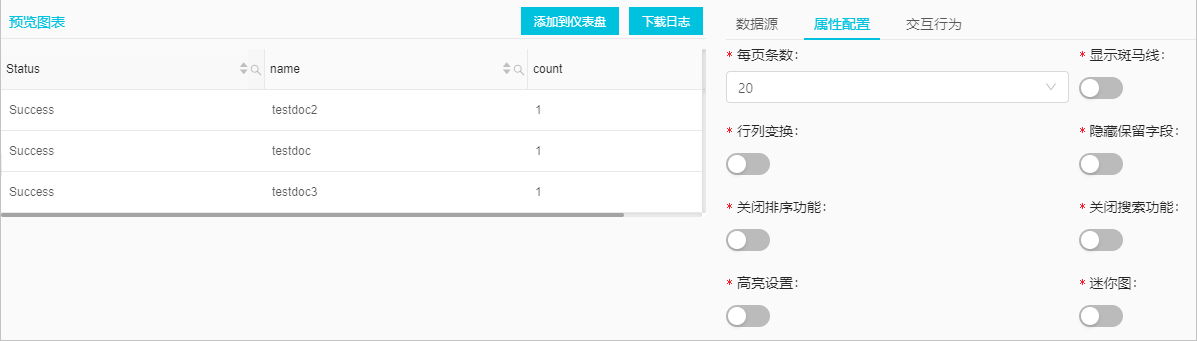 预览图表 添加到仪表盘 下载日志
Status name count
Success testdoc2 1
Success testdoc 1
Success testdoc3 1
数据源 属性配置 交互行为
* 每页条数: * 显示斑马线:
20
* 行列变换: * 隐藏保留字段:
* 关闭排序功能: * 关闭搜索功能:
* 高亮设置: * 迷你图: